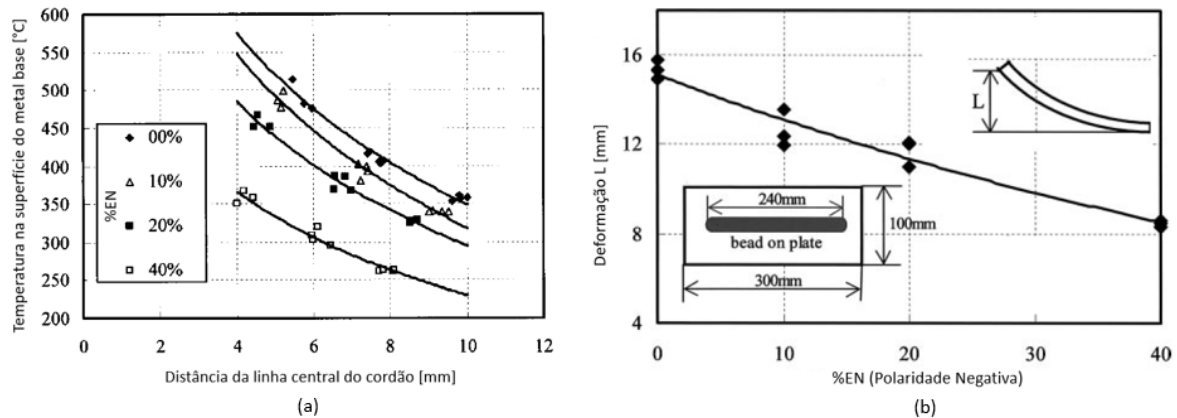 600
550
500
450
400
350
300
250
200
Temperatura na superfície do metal base [°C]
%EN
00%
10%
20%
40%
0 2 4 6 8 10 12
Distância da linha central do cordão [mm]
(a)
16
12
8
4
Deformação L [mm]
L
240mm
bead on plate
100mm
300mm
0 10 20 30 40
%EN (Polaridade Negativa)
(b)